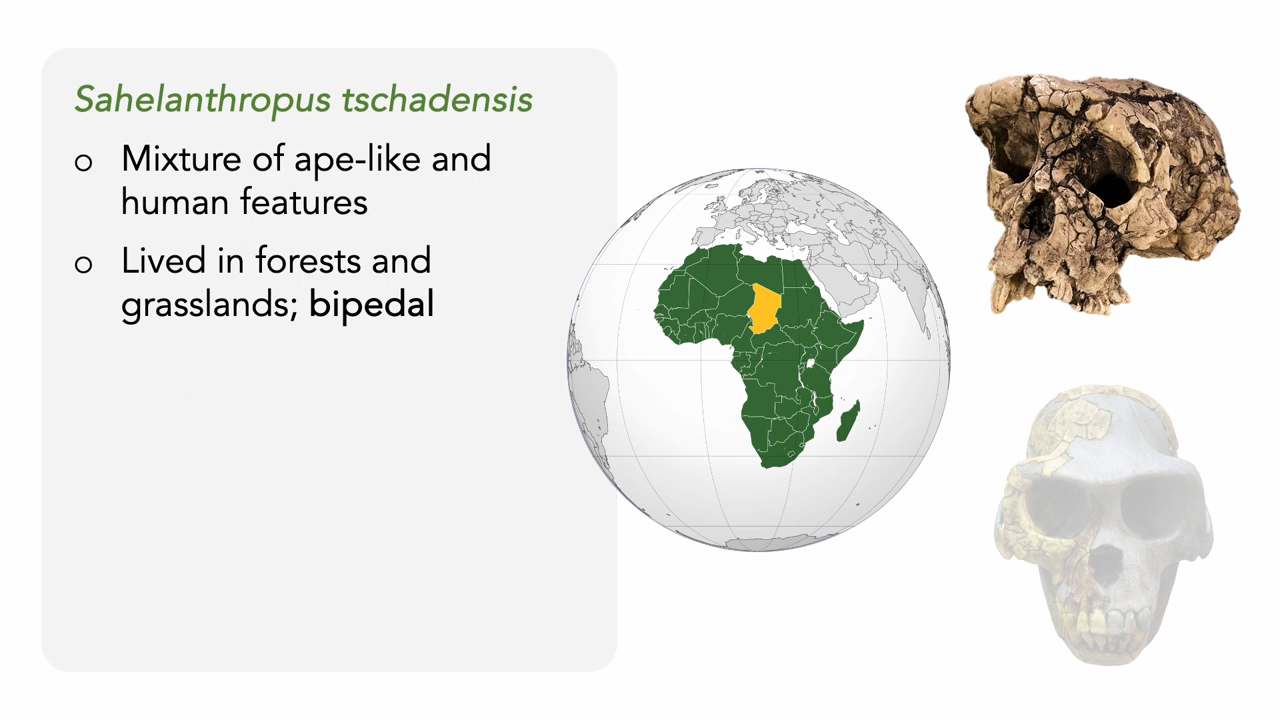 Sahelanthropus tschadensis
○ Mixture of ape-like and
human features
○ Lived in forests and
grasslands; bipedal